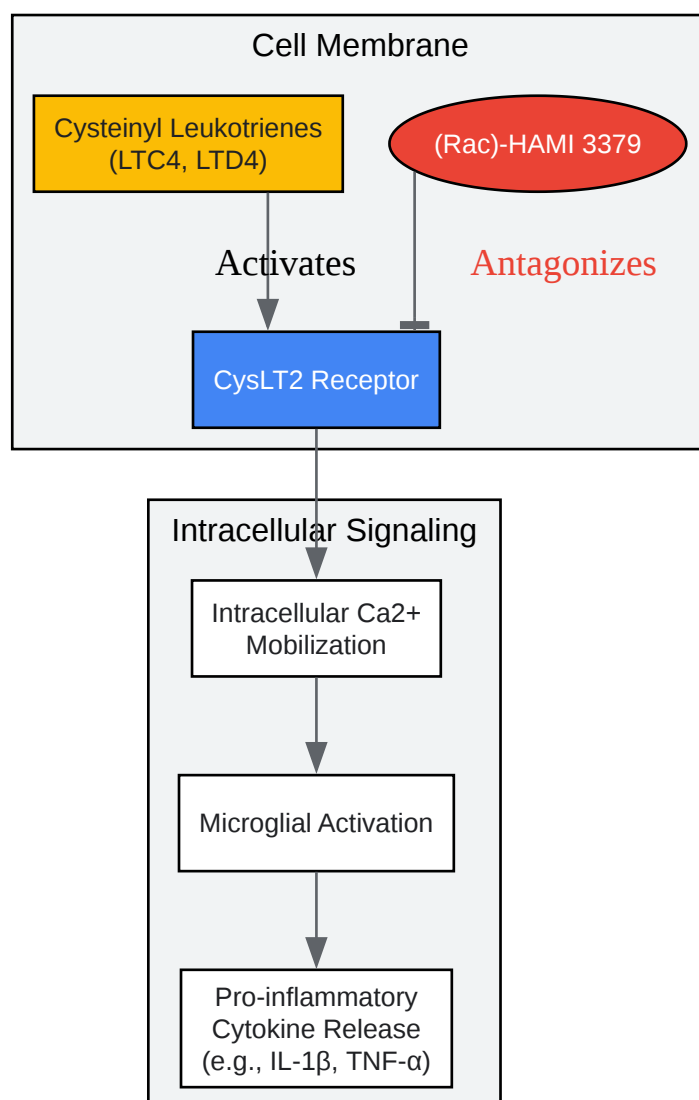 Cell Membrane
Cysteinyl Leukotrienes
(LTC4, LTD4)
(Rac)-HAMI 3379
Activates
Antagonizes
CysLT2 Receptor
Intracellular Signaling
Intracellular Ca2+
Mobilization
Microglial Activation
Pro-inflammatory
Cytokine Release
(e.g., IL-1β, TNF-α)